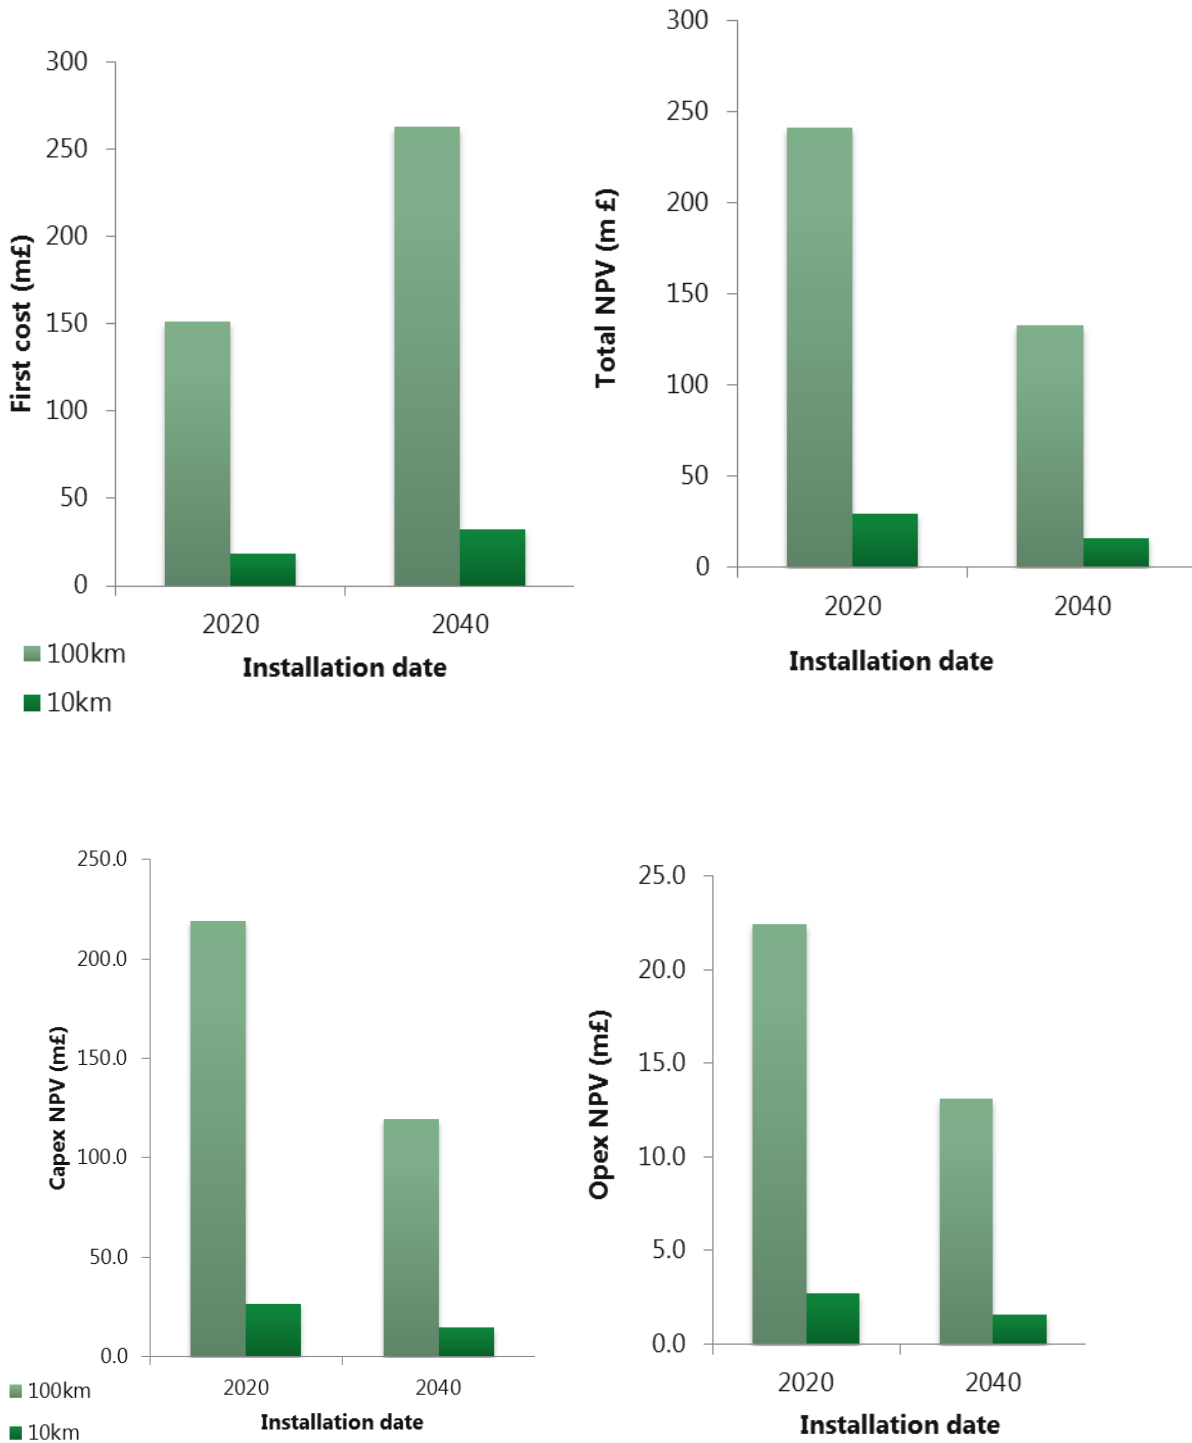 First cost (m£)
300
250
200
150
100
50
0
2020 2040
Installation date
100km
10km
Total NPV (m £)
300
250
200
150
100
50
0
2020 2040
Installation date
Capex NPV (m£)
250.0
200.0
150.0
100.0
50.0
0.0
2020 2040
Installation date
100km
10km
Opex NPV (m£)
25.0
20.0
15.0
10.0
5.0
0.0
2020 2040
Installation date